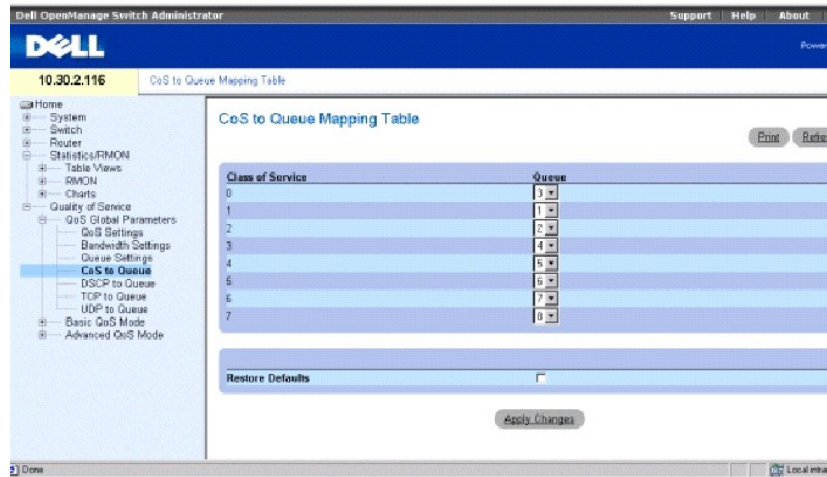 Dell OpenManage Switch Administrator
Support Help About
DELL
Power
10.30.2.116
CoS to Queue Mapping Table
Home
System
Switch
Router
Statistics/RMON
Table Views
RMON
Charts
Quality of Service
QoS Global Parameters
QoS Settings
Bandwidth Settings
Queue Settings
CoS to Queue
DSCP to Queue
TCP to Queue
UDP to Queue
Basic QoS Mode
Advanced QoS Mode
CoS to Queue Mapping Table
Print Refre
Class of Service Queue
0 3
1 1
2 2
3 4
4 5
5 6
6 7
7 8
Restore Defaults
Apply Changes
Done
Local intra